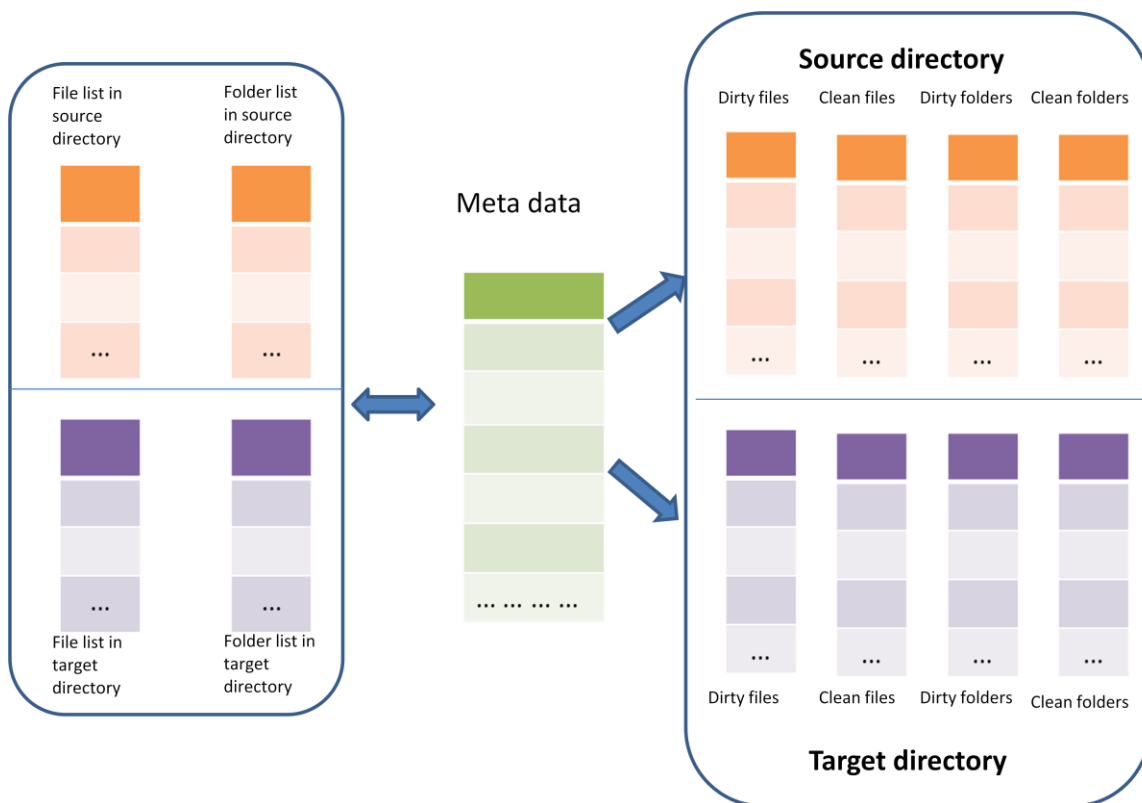 File list in
source
directory
Folder list
in source
directory
...
...
...
...
File list in
target
directory
Folder list in
target
directory
Meta data
... ... ... ...
Source directory
Dirty files
Clean files
Dirty folders
Clean folders
...
...
...
...
...
...
...
...
Dirty files
Clean files
Dirty folders
Clean folders
Target directory